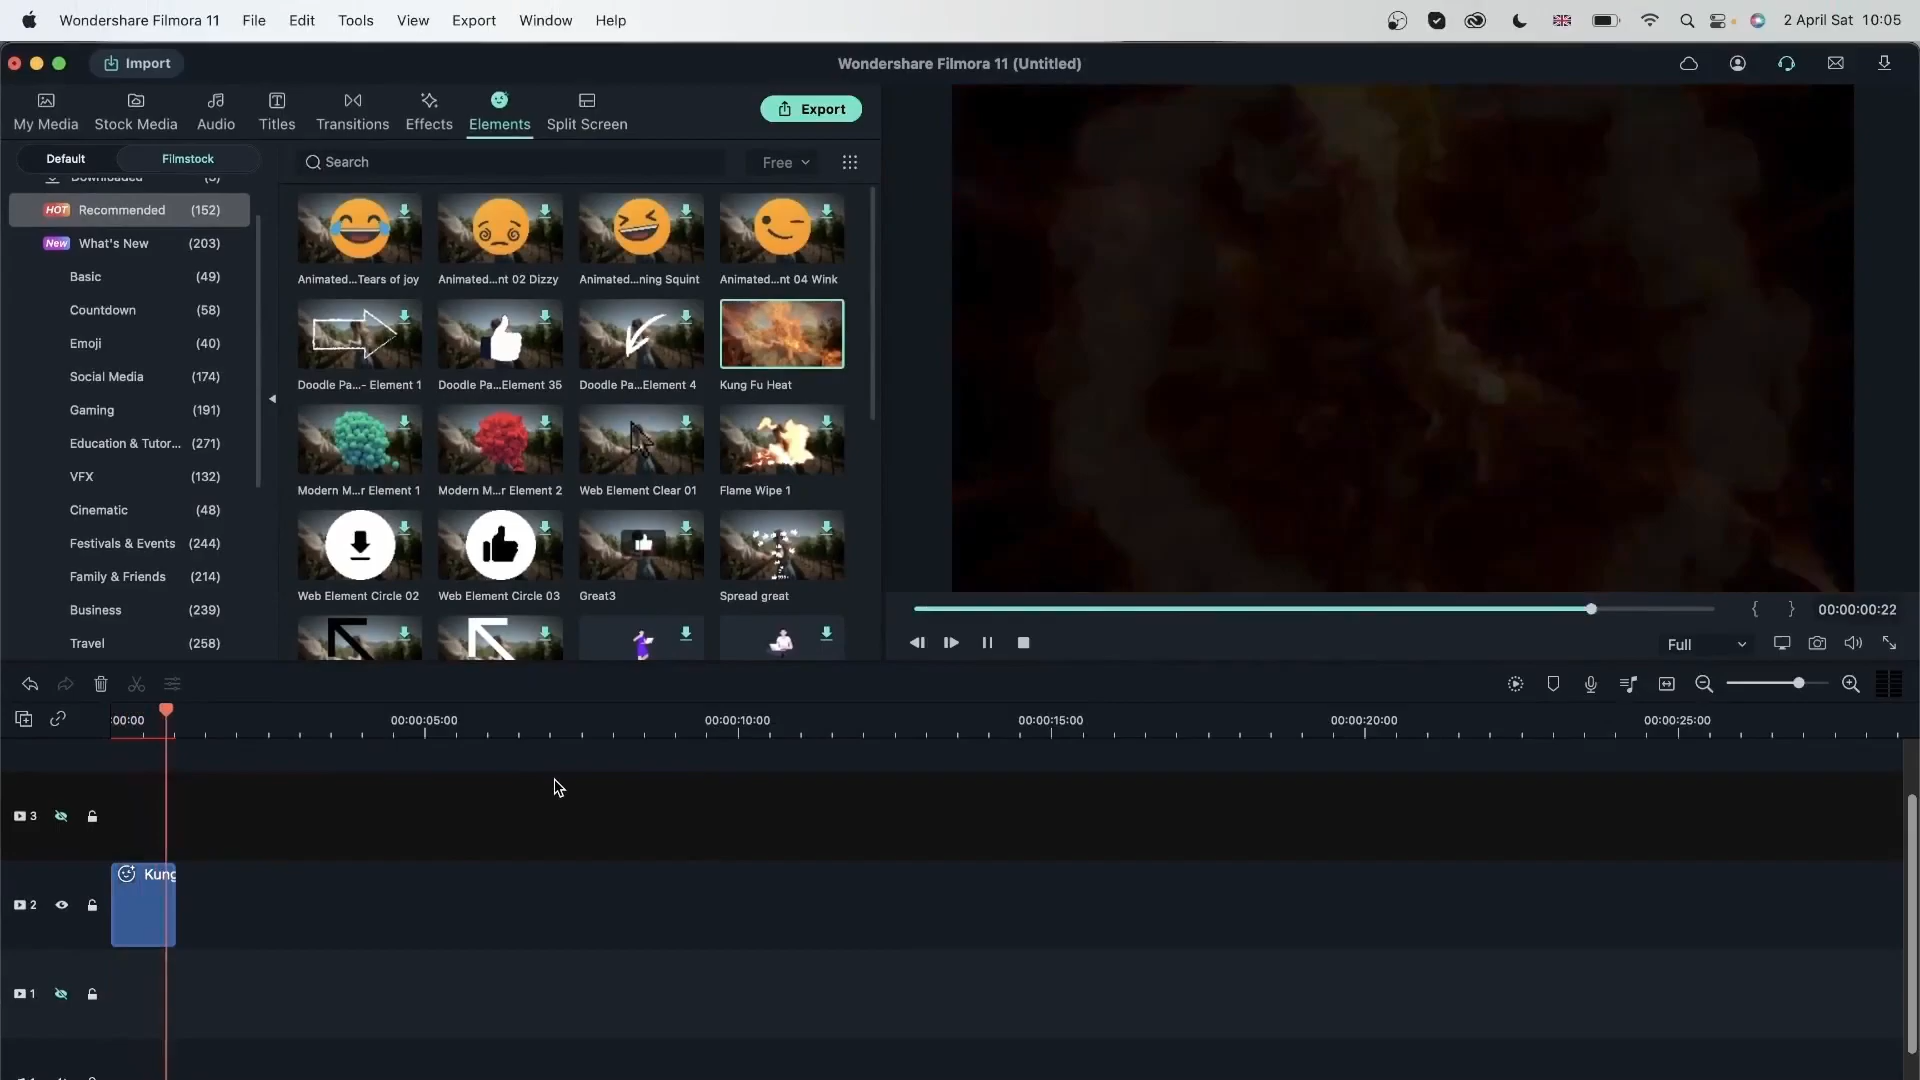 Wondershare Filmora 11 File Edit Tools View Export Window Help 2 April Sat 10:05
Import Wondershare Filmora 11 (Untitled)
My Media Stock Media Audio Titles Transitions Effects Elements Split Screen Export
Default Filmstock Search Free
Downloaded (3)
HOT Recommended (152)
New What's New (203)
Basic (49)
Countdown (58)
Emoji (40)
Social Media (174)
Gaming (191)
Education & Tutor... (271)
VFX (132)
Cinematic (48)
Festivals & Events (244)
Family & Friends (214)
Business (239)
Travel (258)
Animated...Tears of joy Animated...nt 02 Dizzy Animated...ning Squint Animated...nt 04 Wink
Doodle Pa...- Element 1 Doodle Pa...Element 35 Doodle Pa...Element 4 Kung Fu Heat
Modern M...r Element 1 Modern M...r Element 2 Web Element Clear 01 Flame Wipe 1
Web Element Circle 02 Web Element Circle 03 Great3 Spread great
{ } 00:00:00:22
Full
:00:00 00:00:05:00 00:00:10:00 00:00:15:00 00:00:20:00 00:00:25:00
3
Kung
2
1